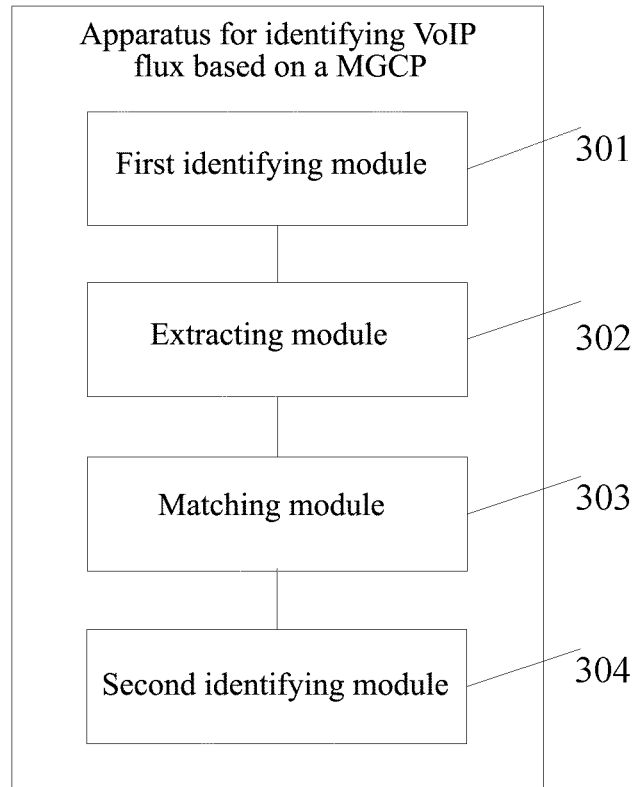 Apparatus for identifying VoIP
flux based on a MGCP
First identifying module
301
Extracting module
302
Matching module
303
Second identifying module
304